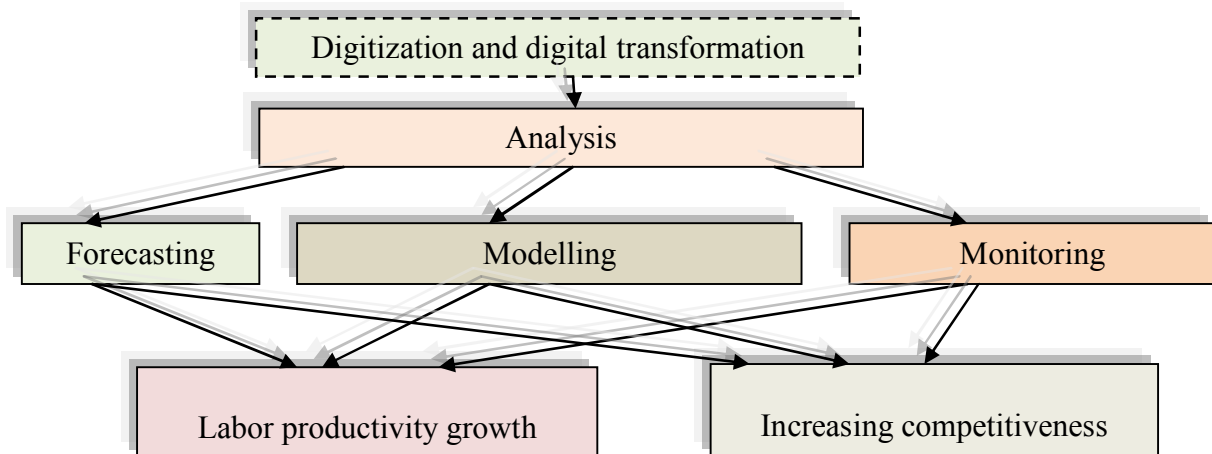 Digitization and digital transformation
Analysis
Forecasting
Modelling
Monitoring
Labor productivity growth
Increasing competitiveness